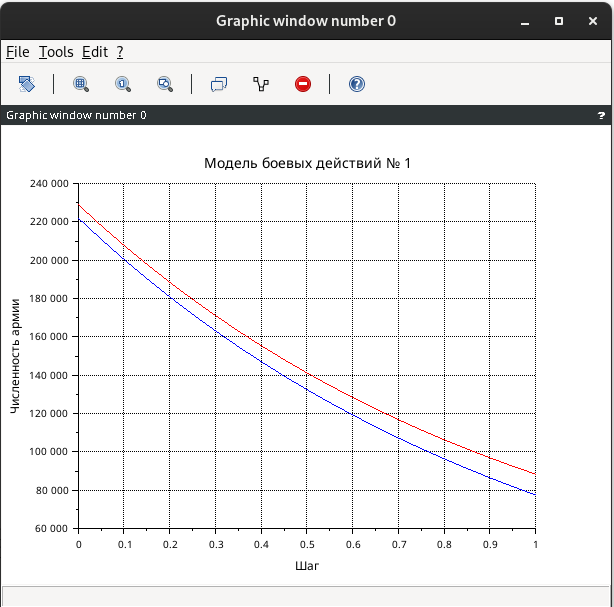 Graphic window number 0
File Tools Edit ?
Graphic window number 0
?
Модель боевых действий № 1
240 000
220 000
200 000
180 000
160 000
140 000
120 000
100 000
80 000
60 000
Численность армии
0 0.1 0.2 0.3 0.4 0.5 0.6 0.7 0.8 0.9 1
Шаг